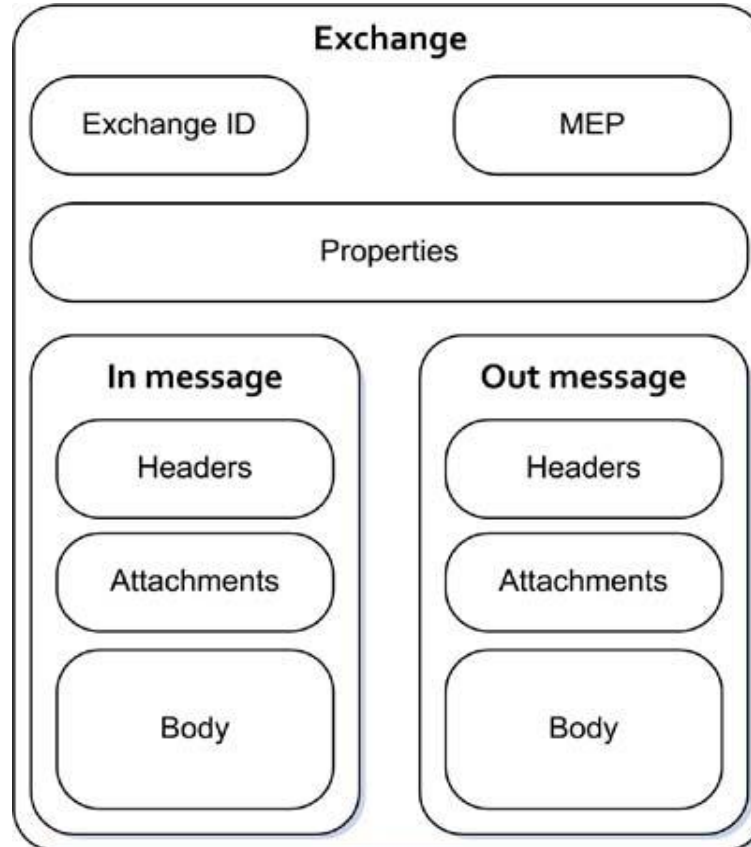 Exchange
Exchange ID
MEP
Properties
In message
Headers
Attachments
Body
Out message
Headers
Attachments
Body